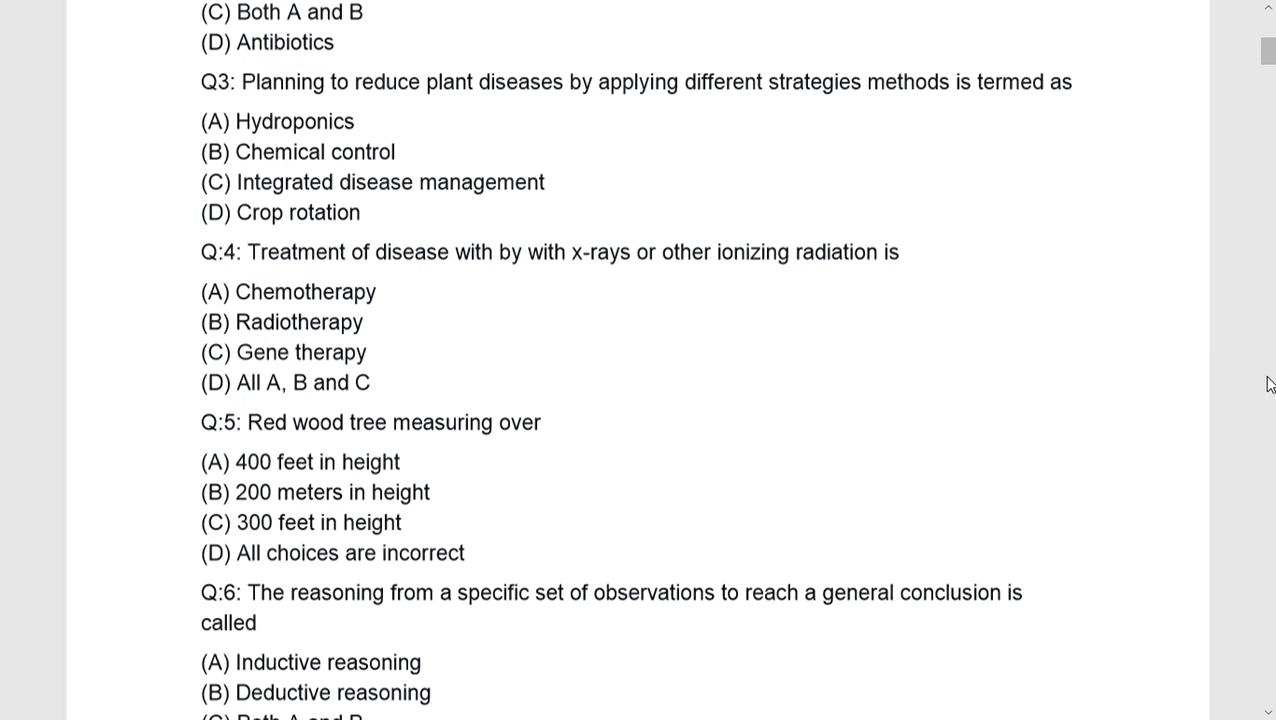 (C) Both A and B
(D) Antibiotics
Q3: Planning to reduce plant diseases by applying different strategies methods is termed as
(A) Hydroponics
(B) Chemical control
(C) Integrated disease management
(D) Crop rotation
Q:4: Treatment of disease with by with x-rays or other ionizing radiation is
(A) Chemotherapy
(B) Radiotherapy
(C) Gene therapy
(D) All A, B and C
Q:5: Red wood tree measuring over
(A) 400 feet in height
(B) 200 meters in height
(C) 300 feet in height
(D) All choices are incorrect
Q:6: The reasoning from a specific set of observations to reach a general conclusion is
called
(A) Inductive reasoning
(B) Deductive reasoning
(C) Both A and B